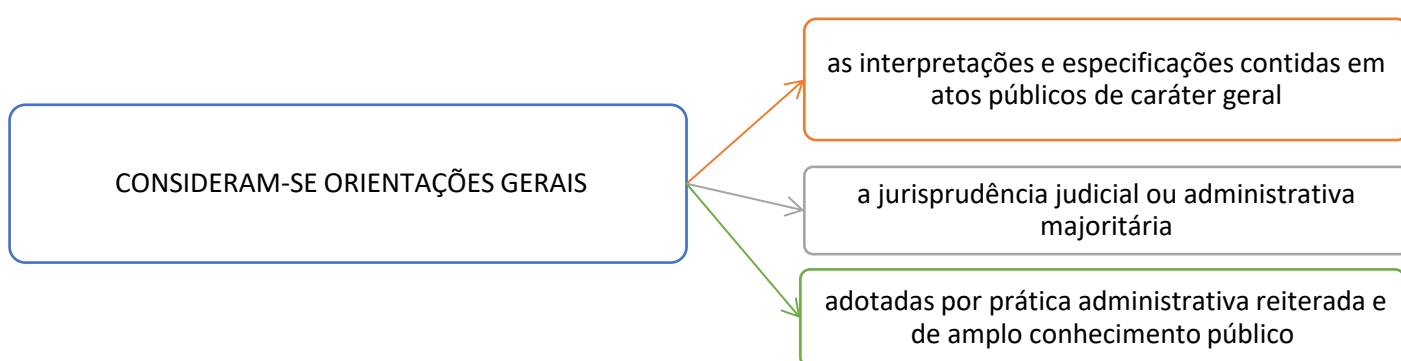 CONSIDERAM-SE ORIENTAÇÕES GERAIS
as interpretações e especificações contidas em
atos públicos de caráter geral
a jurisprudência judicial ou administrativa
majoritária
adotadas por prática administrativa reiterada e
de amplo conhecimento público